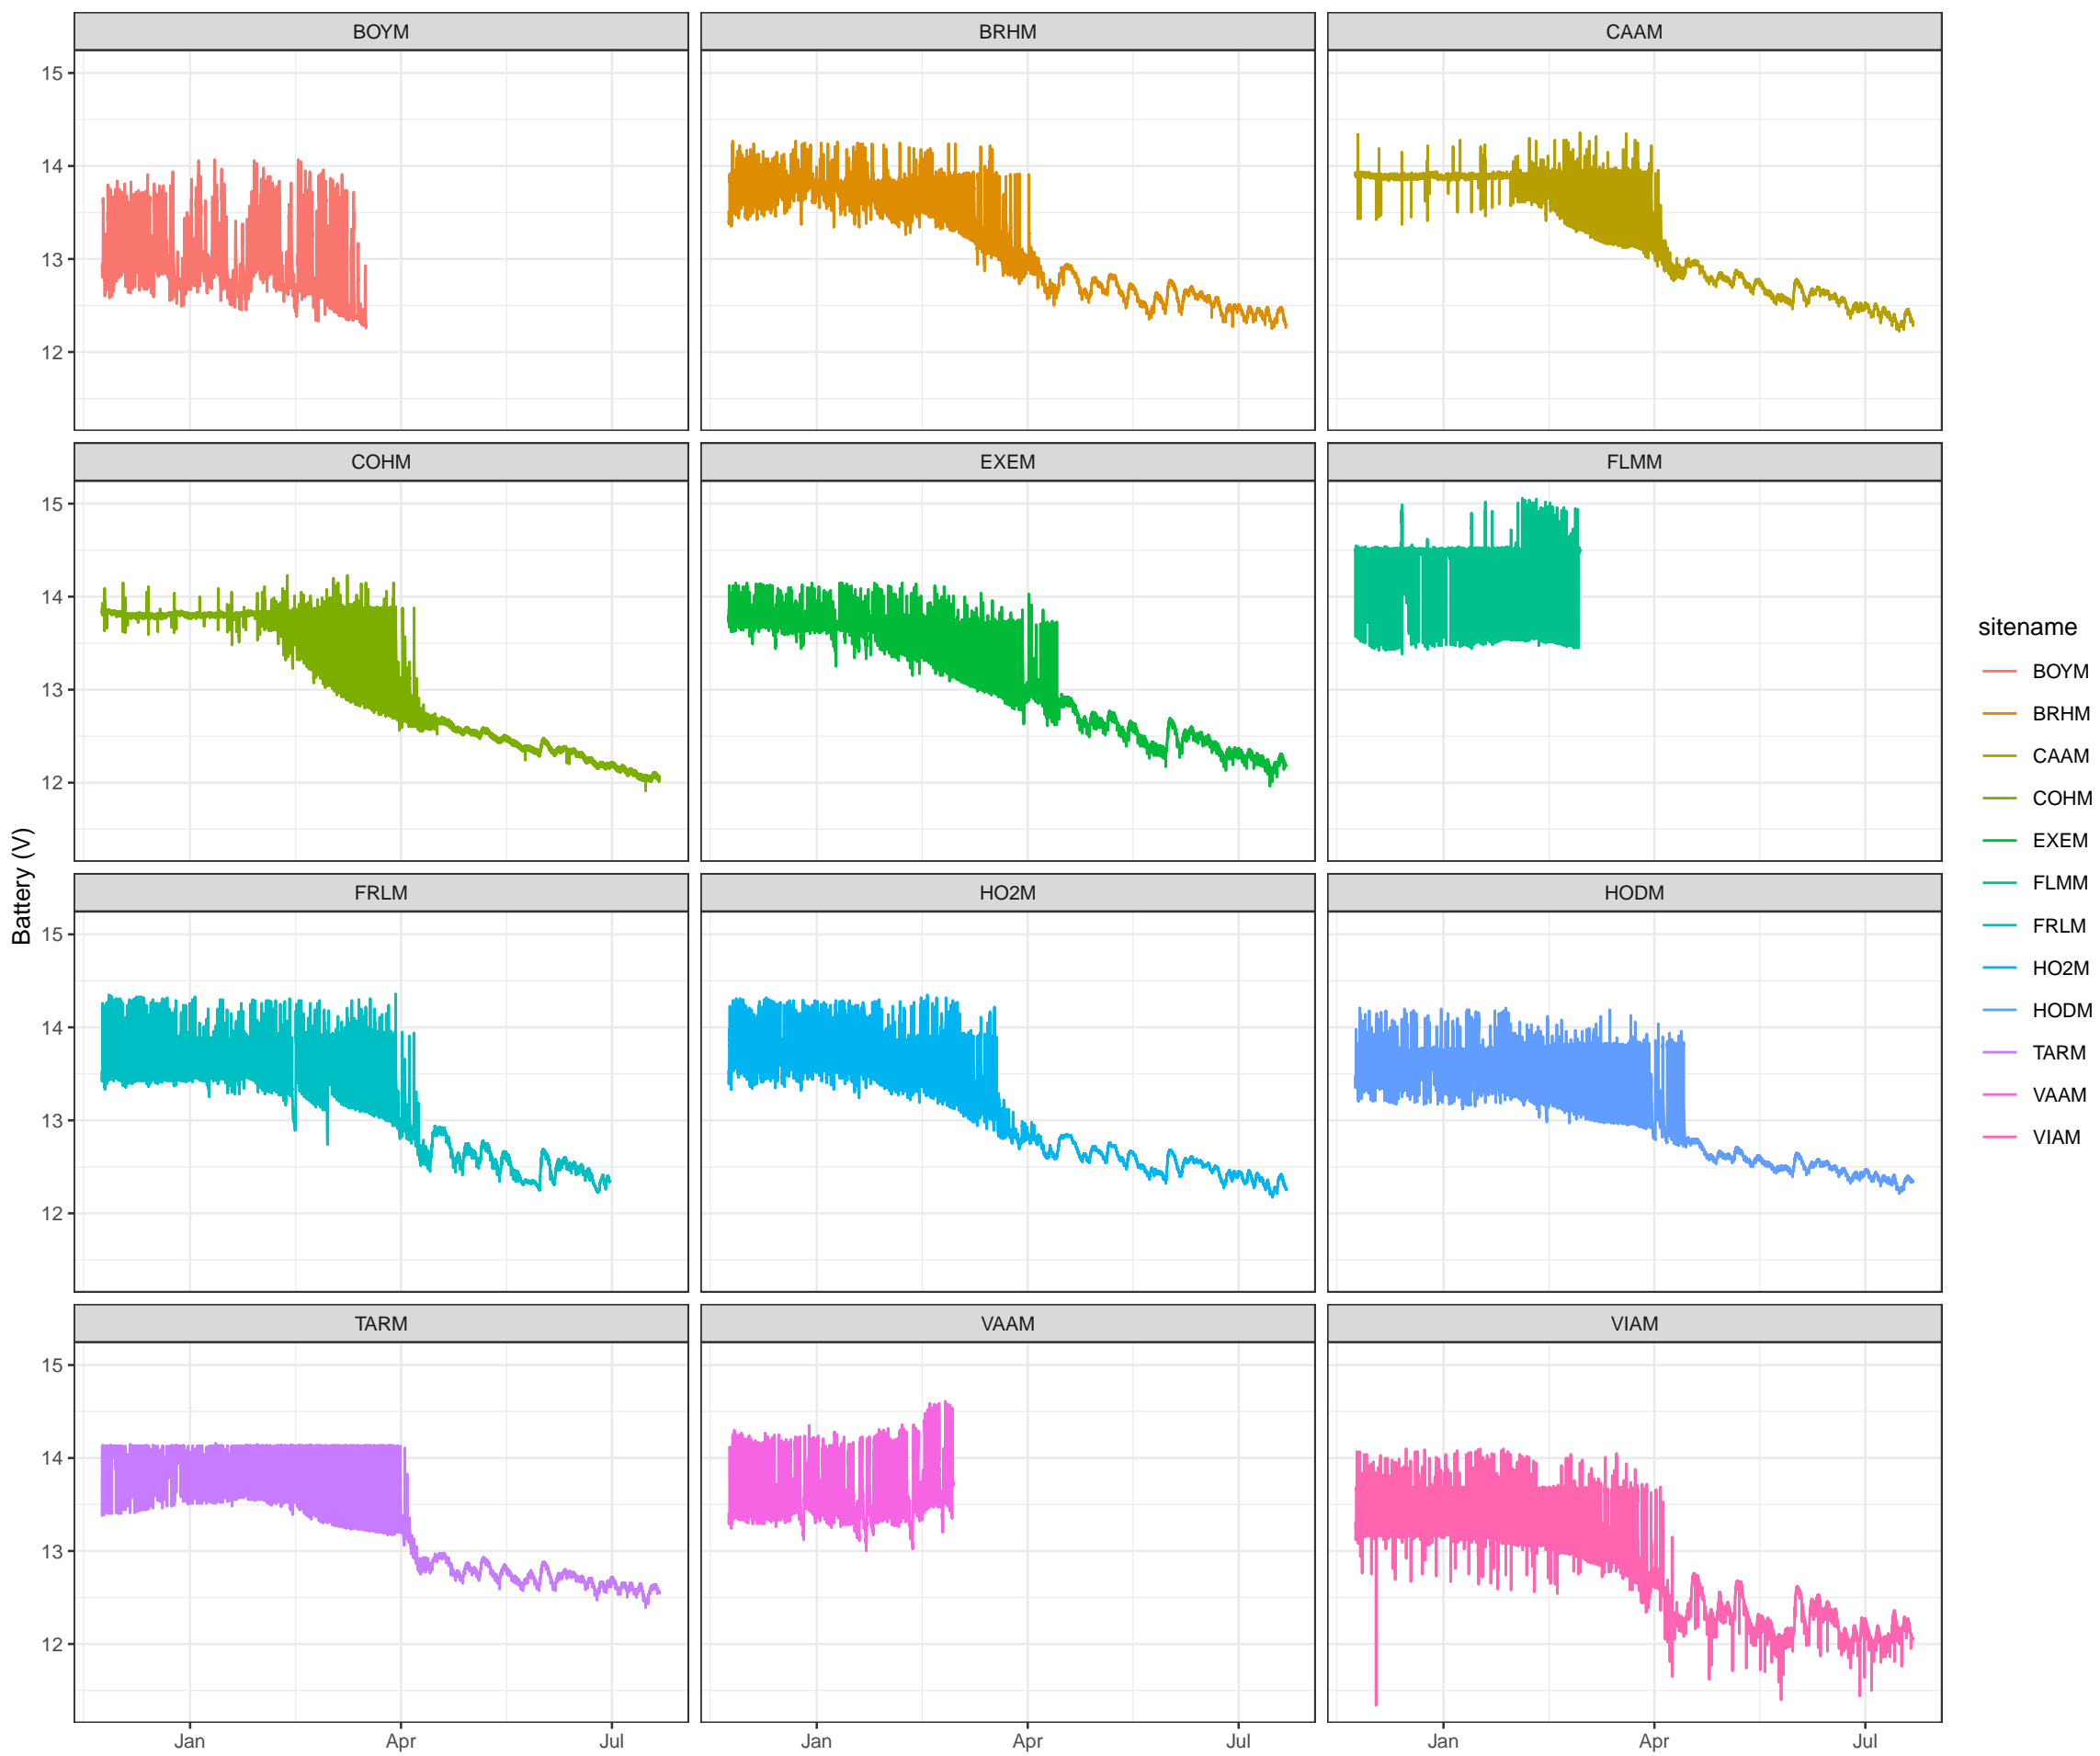 BOYM
BRHM
CAAM
15
14
13
12
COHM
EXEM
FLMM
15
14
13
12
FRLM
HO2M
HODM
15
14
13
12
TARM
VAAM
VIAM
15
14
13
12
Jan
Apr
Jul
Jan
Apr
Jul
Jan
Apr
Jul
Battery (V)
sitename
BOYM
BRHM
CAAM
COHM
EXEM
FLMM
FRLM
HO2M
HODM
TARM
VAAM
VIAM